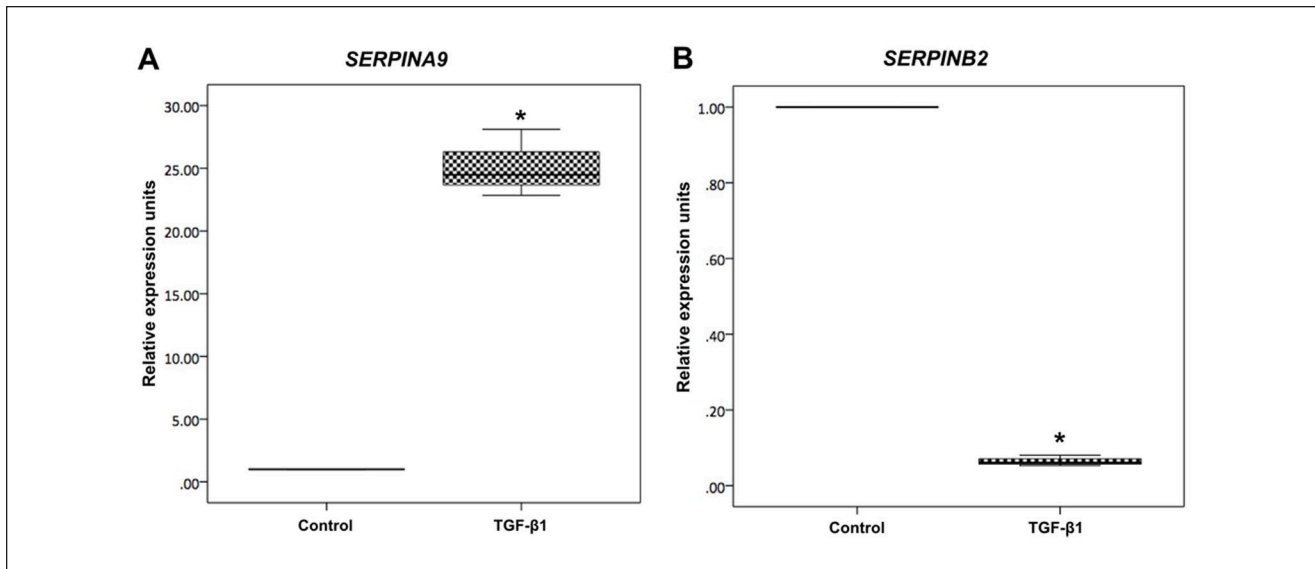 A
SERPINA9
Relative expression units
30.00
25.00
20.00
15.00
10.00
5.00
.00
*
Control
TGF-β1
B
SERPINB2
Relative expression units
1.00
.80
.60
.40
.20
.00
*
Control
TGF-β1